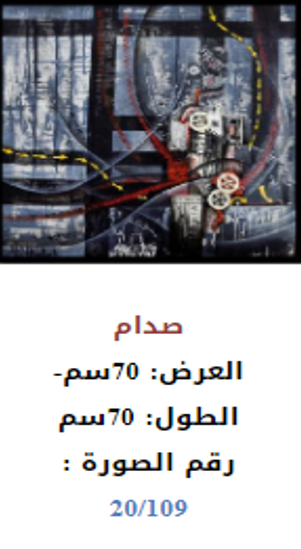 صدام
العرض: 70سم-
الطول: 70سم
رقم الصورة :
20/109